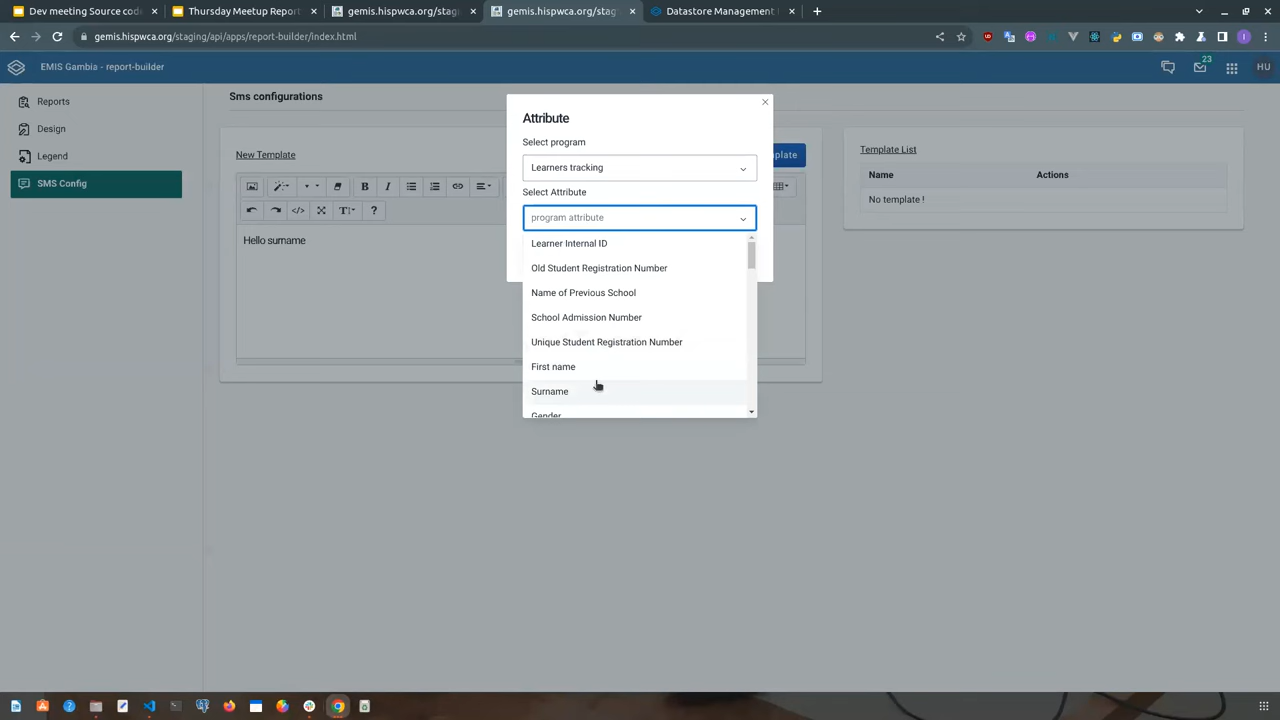 Dev meeting Source co
Thursday Meetup Report
gemis.hispwca.org/stag
gemis.hispwca.org/stag
Datastore Management
gemis.hispwca.org/staging/api/apps/report-builder/index.html
EMIS Gambia - report-builder
23
HU
Reports
Design
Legend
SMS Config
Sms configurations
New Template
plate
Hello surname
Attribute
Select program
Learners tracking
Select Attribute
program attribute
Learner Internal ID
Old Student Registration Number
Name of Previous School
School Admission Number
Unique Student Registration Number
First name
Surname
Gender
Template List
Name Actions
No template !